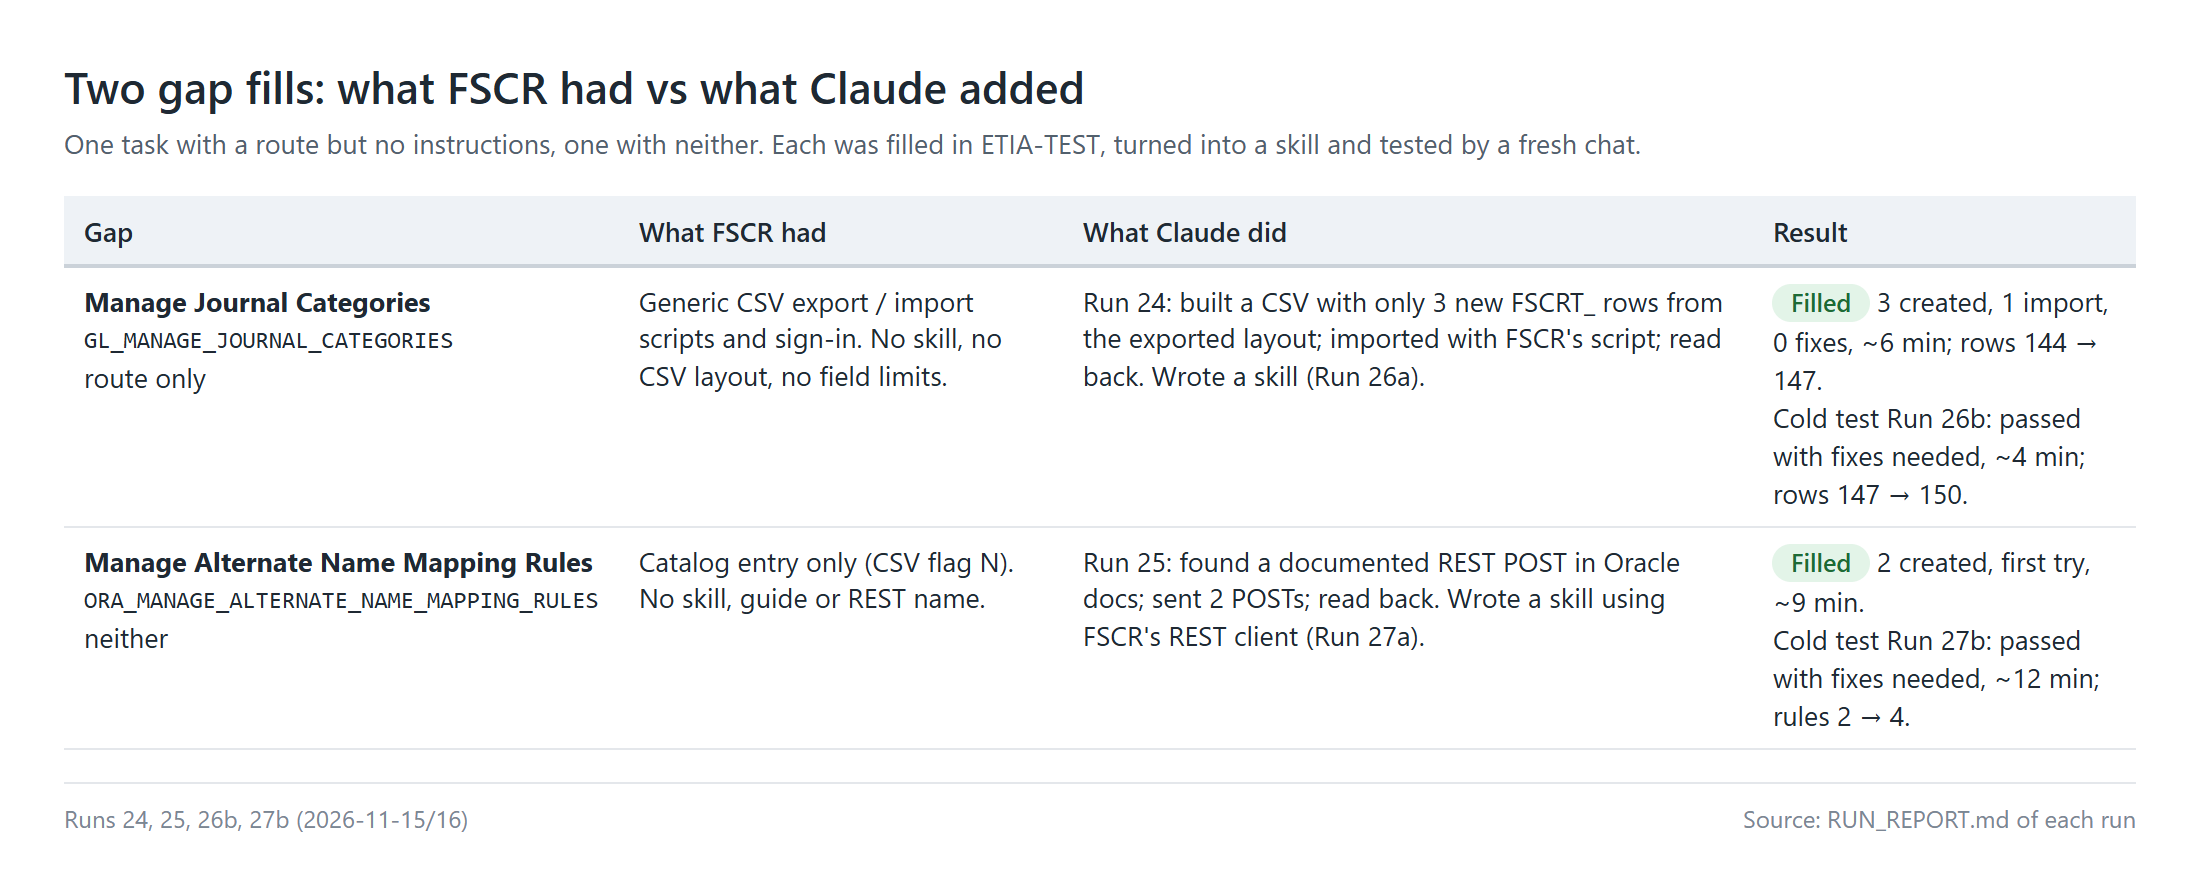 Two gap fills: what FSCR had vs what Claude added
One task with a route but no instructions, one with neither. Each was filled in ETIA-TEST, turned into a skill and tested by a fresh chat.
Gap
What FSCR had
What Claude did
Result
Manage Journal Categories
GL_MANAGE_JOURNAL_CATEGORIES
route only
Generic CSV export / import
scripts and sign-in. No skill, no
CSV layout, no field limits.
Run 24: built a CSV with only 3 new FSCRT_ rows from
the exported layout; imported with FSCR's script; read
back. Wrote a skill (Run 26a).
Filled 3 created, 1 import,
0 fixes, ~6 min; rows 144 →
147.
Cold test Run 26b: passed
with fixes needed, ~4 min;
rows 147 → 150.
Manage Alternate Name Mapping Rules
ORA_MANAGE_ALTERNATE_NAME_MAPPING_RULES
neither
Catalog entry only (CSV flag N).
No skill, guide or REST name.
Run 25: found a documented REST POST in Oracle
docs; sent 2 POSTs; read back. Wrote a skill using
FSCR's REST client (Run 27a).
Filled 2 created, first try,
~9 min.
Cold test Run 27b: passed
with fixes needed, ~12 min;
rules 2 → 4.
Runs 24, 25, 26b, 27b (2026-11-15/16)
Source: RUN_REPORT.md of each run